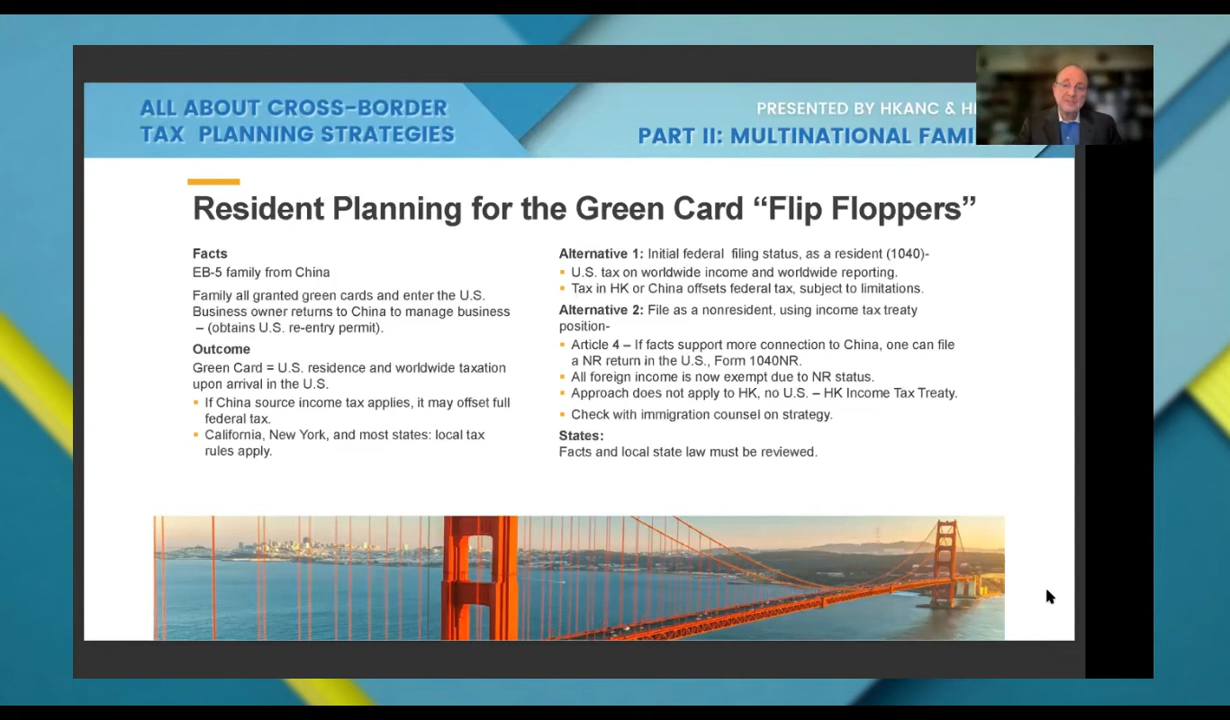 ALL ABOUT CROSS-BORDER
TAX PLANNING STRATEGIES
PRESENTED BY HKANC &
PART II: MULTINATIONAL
Resident Planning for the Green Card “Flip Floppers”
Facts
EB-5 family from China
Family all granted green cards and enter the U.S.
Business owner returns to China to manage business
– (obtains U.S. re-entry permit).
Outcome
Green Card = U.S. residence and worldwide taxation
upon arrival in the U.S.
▪ If China source income tax applies, it may offset full
federal tax.
▪ California, New York, and most states: local tax
rules apply.
Alternative 1: Initial federal filing status, as a resident (1040)-
▪ U.S. tax on worldwide income and worldwide reporting.
▪ Tax in HK or China offsets federal tax, subject to limitations.
Alternative 2: File as a nonresident, using income tax treaty
position-
▪ Article 4 – If facts support more connection to China, one can file
a NR return in the U.S., Form 1040NR.
▪ All foreign income is now exempt due to NR status.
▪ Approach does not apply to HK, no U.S. – HK Income Tax Treaty.
▪ Check with immigration counsel on strategy.
States:
Facts and local state law must be reviewed.